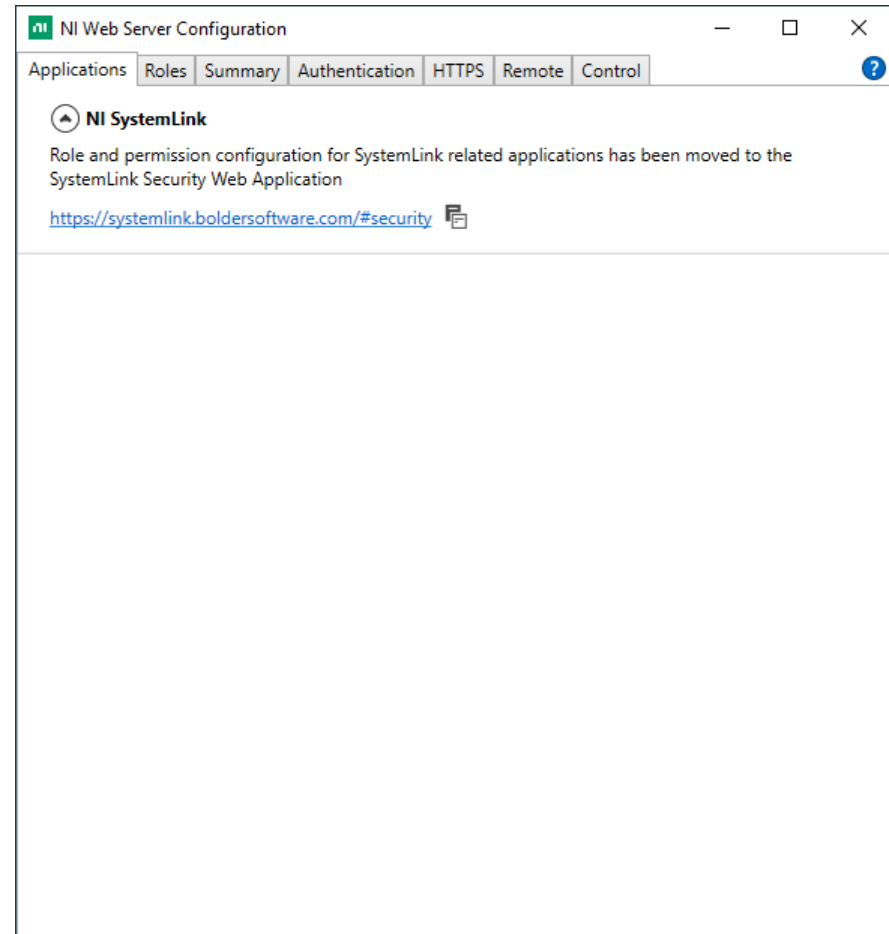 NI Web Server Configuration
Applications Roles Summary Authentication HTTPS Remote Control ?
NI SystemLink
Role and permission configuration for SystemLink related applications has been moved to the
SystemLink Security Web Application
https://systemlink.boldersoftware.com/#security